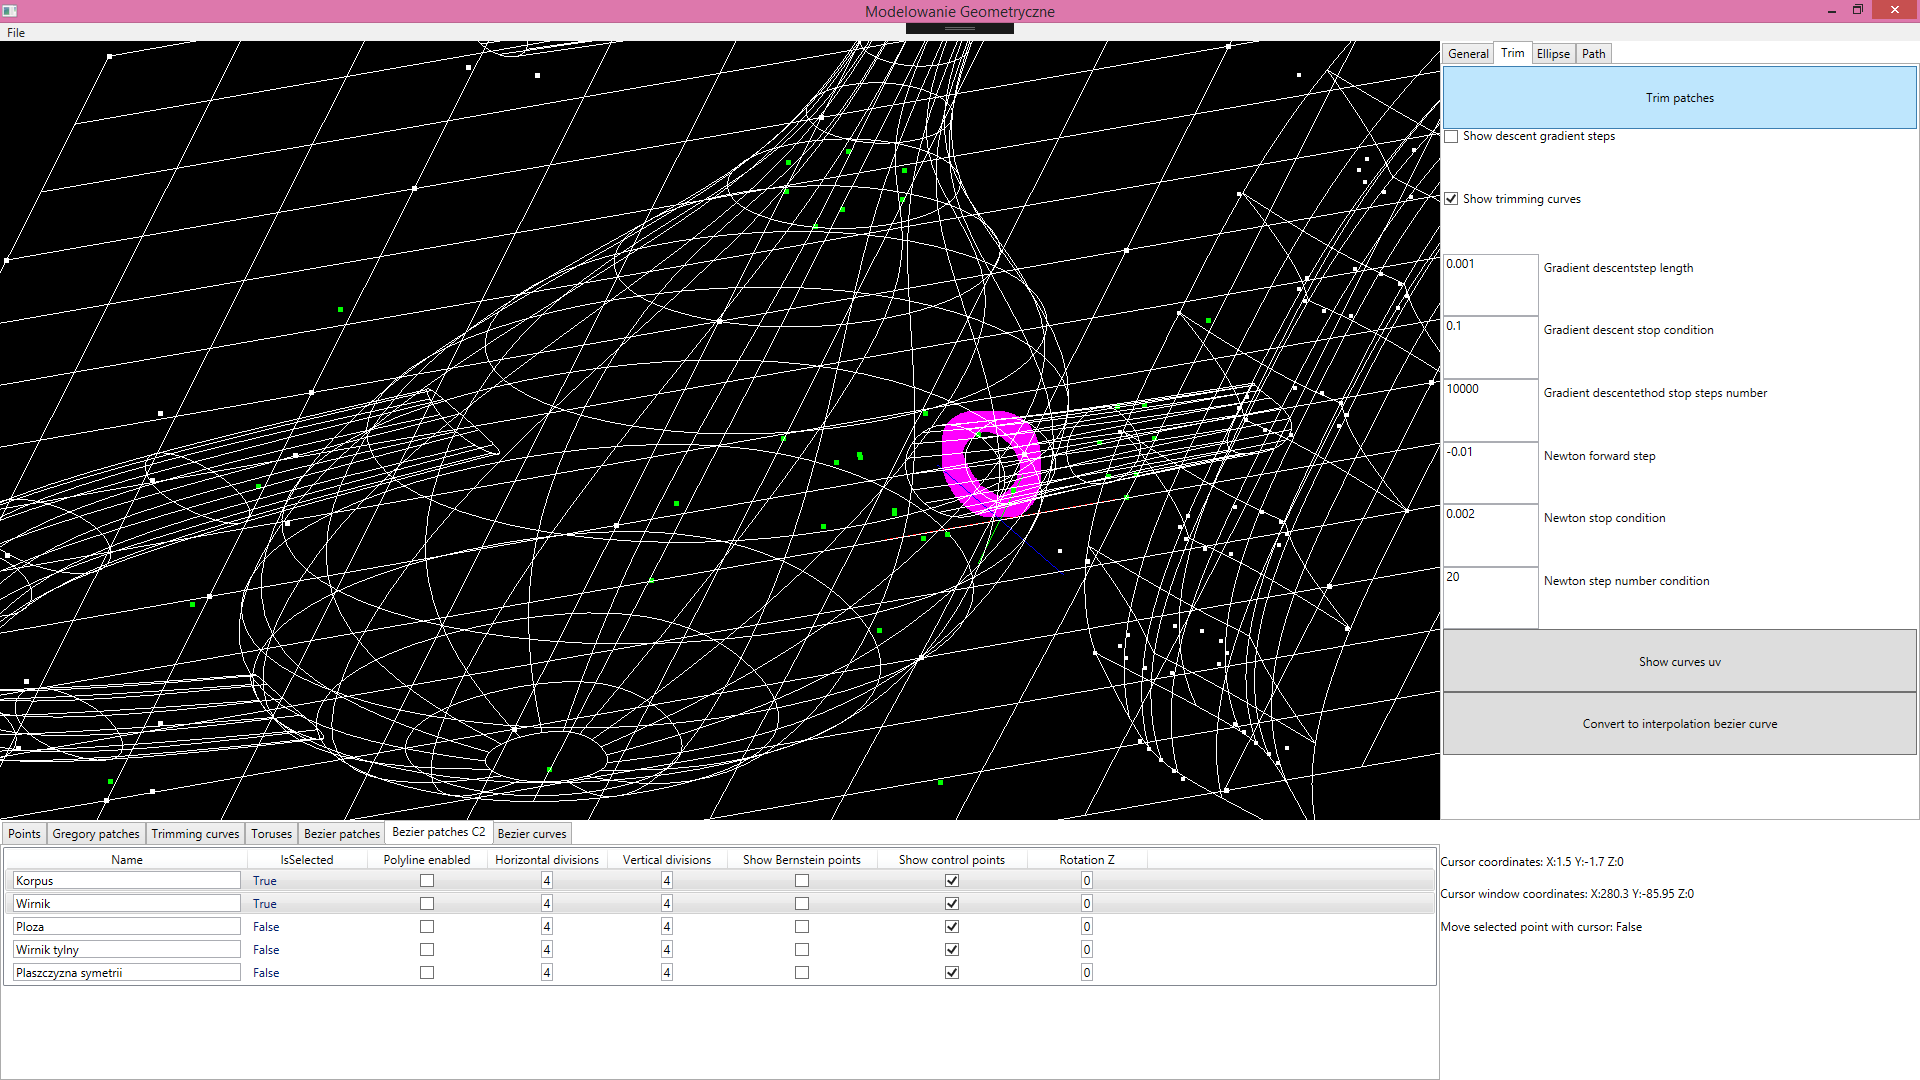 Modelowanie Geometryczne
File
General Trim Ellipse Path
Trim patches
Show descent gradient steps
Show trimming curves
0.001 Gradient descentstep length
0.1 Gradient descent stop condition
10000 Gradient descentethod stop steps number
-0.01 Newton forward step
0.002 Newton stop condition
20 Newton step number condition
Show curves uv
Convert to interpolation bezier curve
Points Gregory patches Trimming curves Toruses Bezier patches Bezier patches C2 Bezier curves
Name IsSelected Polyline enabled Horizontal divisions Vertical divisions Show Bernstein points Show control points Rotation Z
Korpus True 4 4 0
Wirnik True 4 4 0
Ploza False 4 4 0
Wirnik tylny False 4 4 0
Plaszczyzna symetrii False 4 4 0
Cursor coordinates: X:1.5 Y:-1.7 Z:0
Cursor window coordinates: X:280.3 Y:-85.95 Z:0
Move selected point with cursor: False